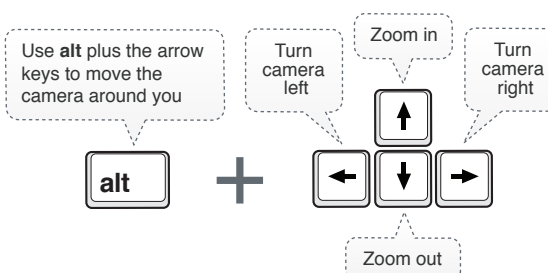 Use alt plus the arrow
keys to move the
camera around you
Turn
camera
left
Zoom in
Turn
camera
right
alt
Zoom out